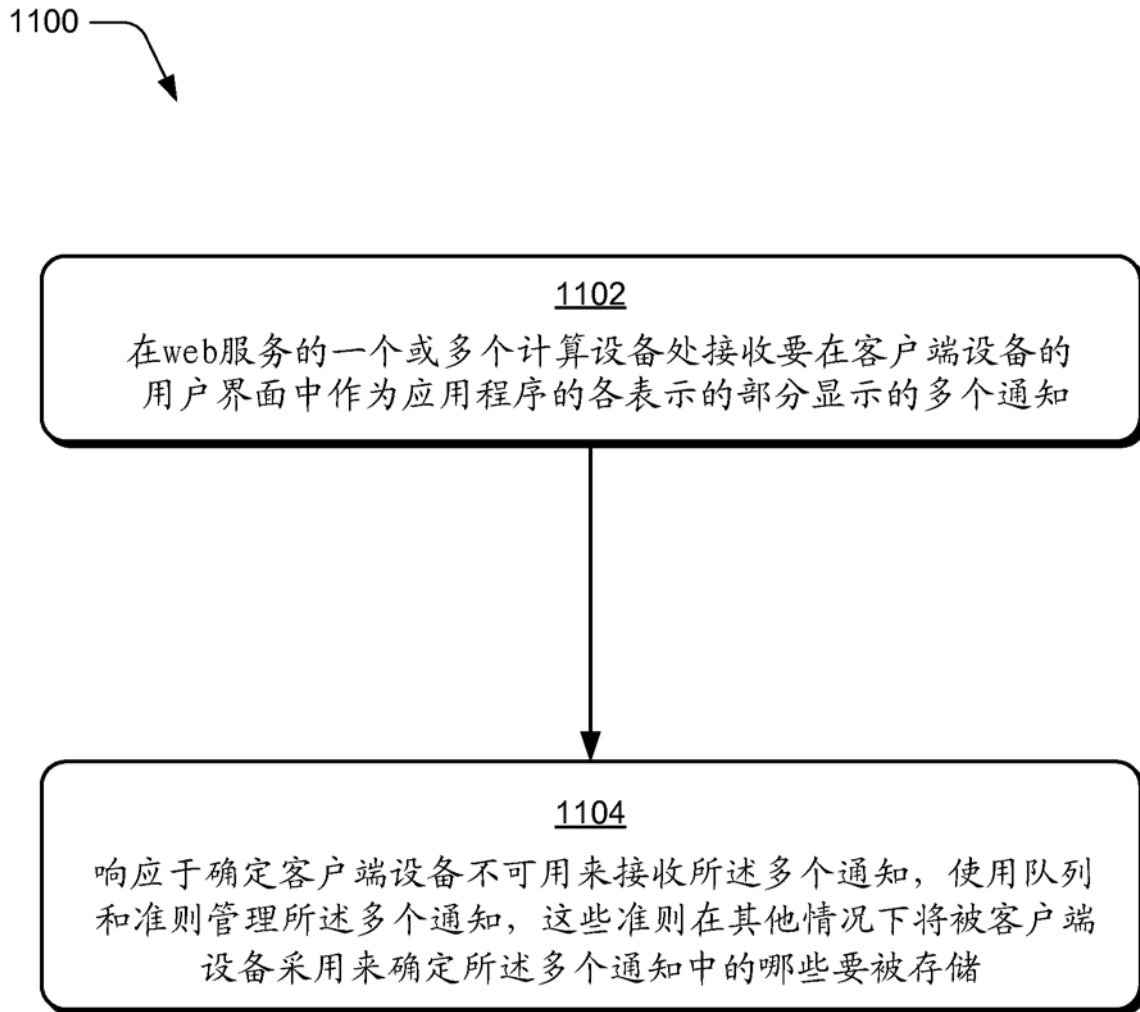 1100
1102
在web服务的一个或多个计算设备处接收要在客户端设备的
用户界面中作为应用程序的各表示的部分显示的多个通知
1104
响应于确定客户端设备不可用来接收所述多个通知，使用队列
和准则管理所述多个通知，这些准则在其他情况下将被客户端
设备采用来确定所述多个通知中的哪些要被存储